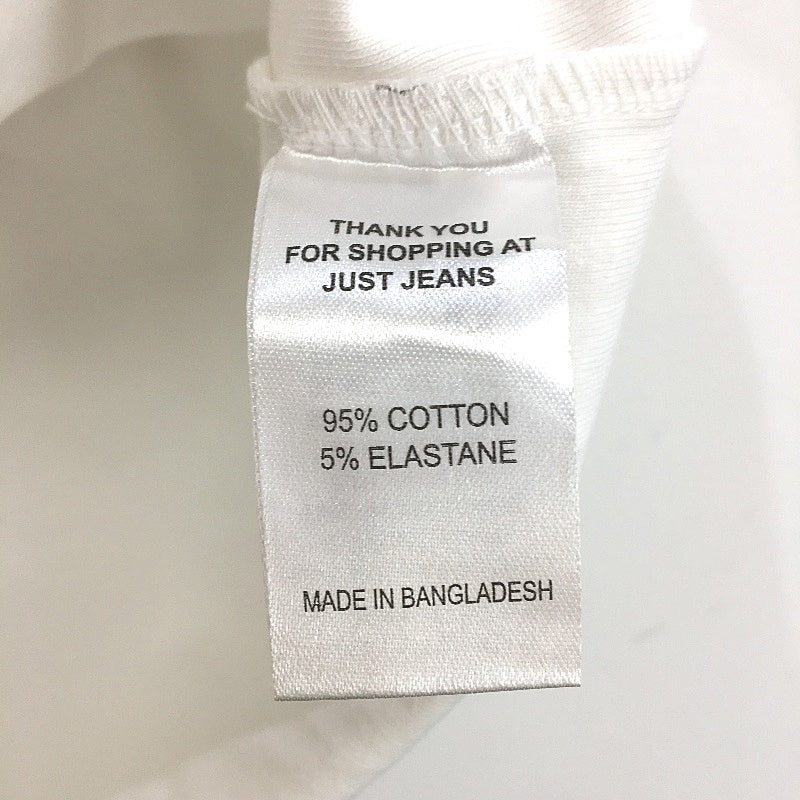 THANK YOU
FOR SHOPPING AT
JUST JEANS
95% COTTON
5% ELASTANE
MADE IN BANGLADESH